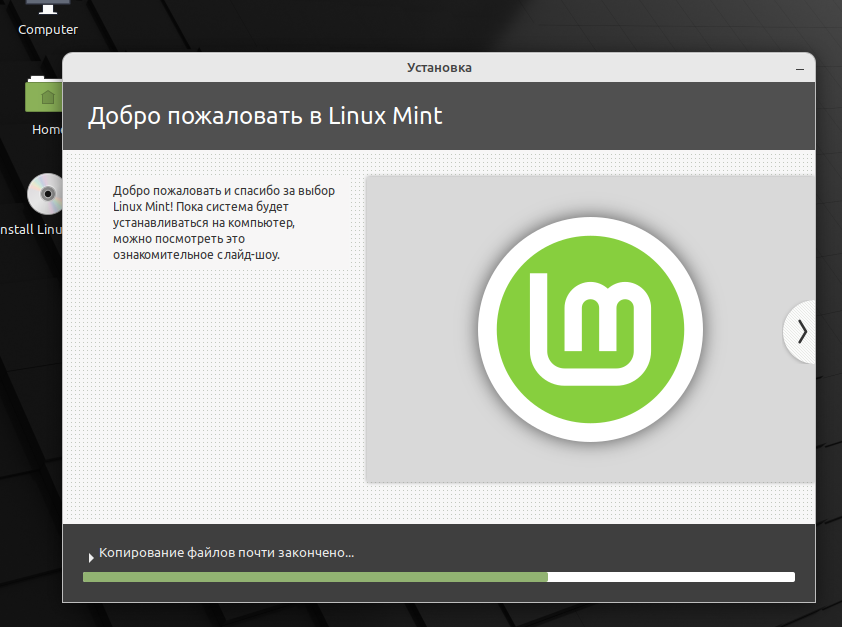 Computer
Установка
Добро пожаловать в Linux Mint
Home
Добро пожаловать и спасибо за выбор
Linux Mint! Пока система будет
устанавливаться на компьютер,
можно посмотреть это
ознакомительное слайд-шоу.
nstall Linu
lm
Копирование файлов почти закончено...